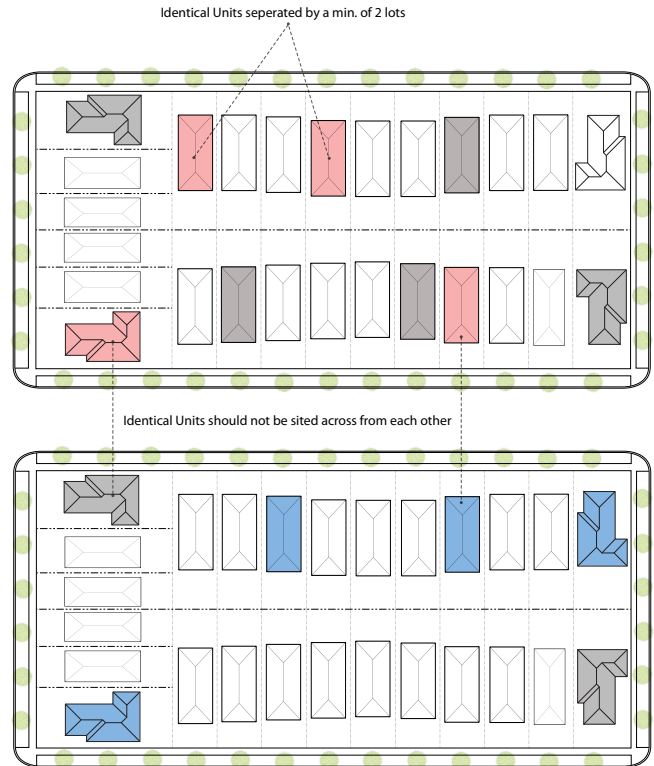 Identical Units seperated by a min. of 2 lots
Identical Units should not be sited across from each other